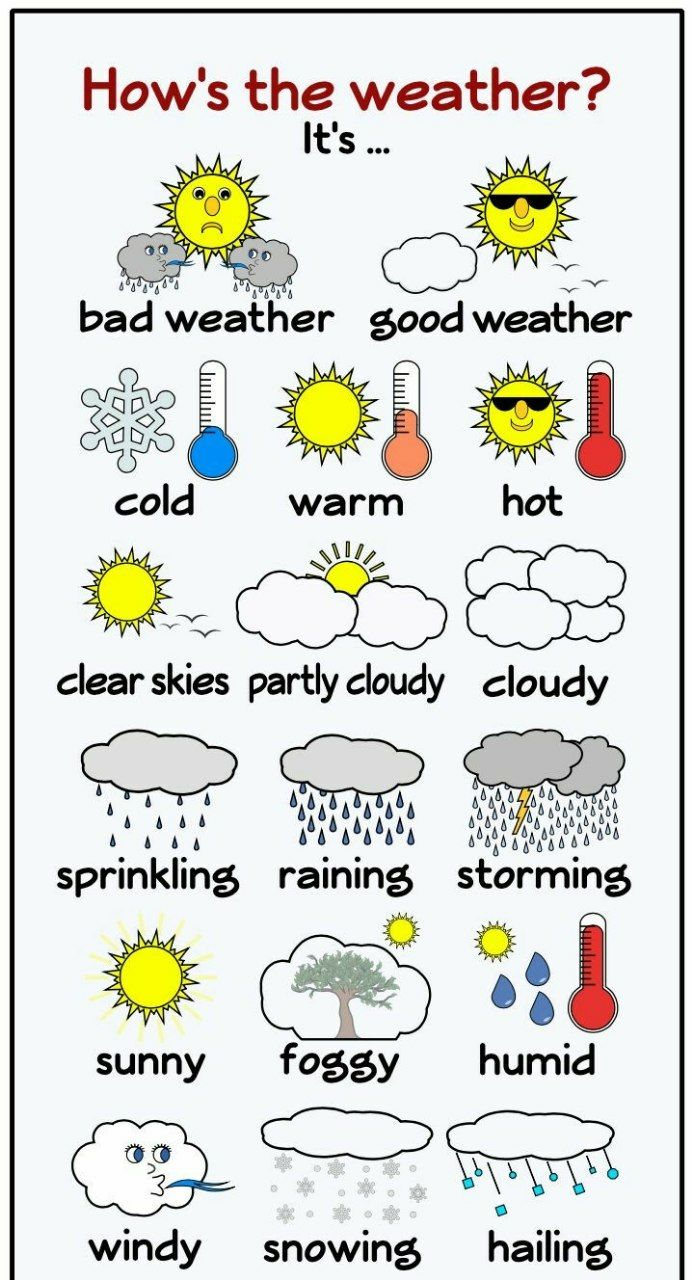 How's the weather?
It's ...
bad weather good weather
cold warm hot
clear skies partly cloudy cloudy
sprinkling raining storming
sunny foggy humid
windy snowing hailing